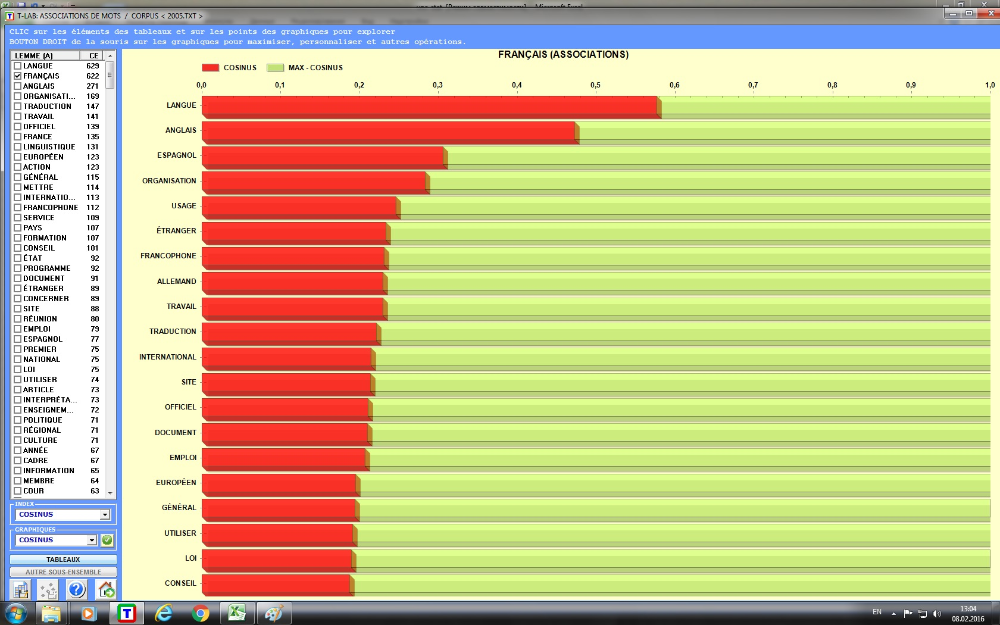 voc-stat [Режим совместимости] - Microsoft Excel
T-LAB: ASSOCIATIONS DE MOTS / CORPUS < 2005.TXT >
CLIC sur les éléments des tableaux et sur les points des graphiques pour explorer
BOUTON DROIT de la souris sur les graphiques pour maximiser, personnaliser et autres opérations.
LEMME (A) CE
LANGUE 629
FRANÇAIS 622
ANGLAIS 271
ORGANISATI... 169
TRADUCTION 147
TRAVAIL 141
OFFICIEL 139
FRANCE 135
LINGUISTIQUE 131
EUROPÉEN 123
ACTION 123
GÉNÉRAL 115
METTRE 114
INTERNATIO... 113
FRANCOPHONE 112
SERVICE 109
PAYS 107
FORMATION 107
CONSEIL 101
ÉTAT 92
PROGRAMME 92
DOCUMENT 91
ÉTRANGER 89
CONCERNER 89
SITE 88
RÉUNION 80
EMPLOI 79
ESPAGNOL 77
PREMIER 75
NATIONAL 75
LOI 75
UTILISER 74
ARTICLE 73
INTERPRÉTA... 73
ENSEIGNEM... 72
POLITIQUE 71
RÉGIONAL 71
CULTURE 71
ANNÉE 67
CADRE 67
INFORMATION 65
MEMBRE 64
COUR 63
INDEX
COSINUS
GRAPHIQUES
COSINUS
TABLEAUX
AUTRE SOUS-ENSEMBLE
FRANÇAIS (ASSOCIATIONS)
COSINUS MAX - COSINUS
0,0 0,1 0,2 0,3 0,4 0,5 0,6 0,7 0,8 0,9 1,0
LANGUE
ANGLAIS
ESPAGNOL
ORGANISATION
USAGE
ÉTRANGER
FRANCOPHONE
ALLEMAND
TRAVAIL
TRADUCTION
INTERNATIONAL
SITE
OFFICIEL
DOCUMENT
EMPLOI
EUROPÉEN
GÉNÉRAL
UTILISER
LOI
CONSEIL
EN
13:04
08.02.2016